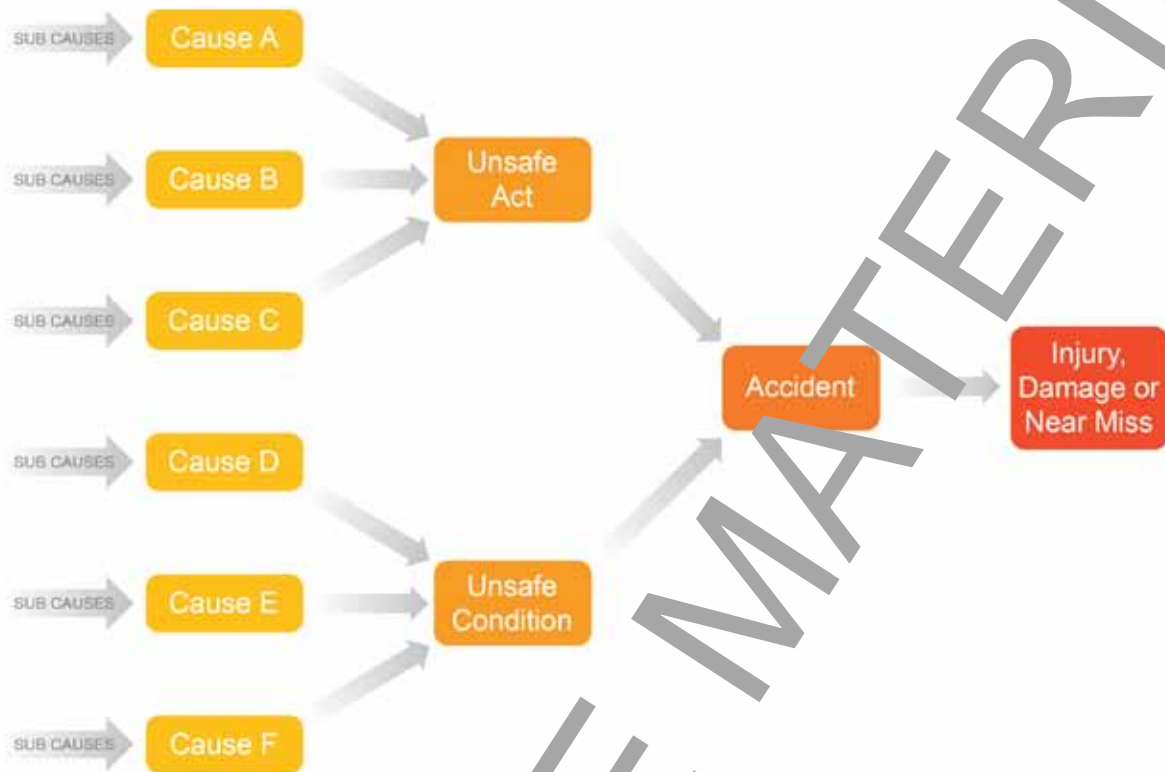 SUB CAUSES
Cause A
SUB CAUSES
Cause B
Unsafe
Act
SUB CAUSES
Cause C
Accident
Injury,
Damage or
Near Miss
SUB CAUSES
Cause D
SUB CAUSES
Cause E
Unsafe
Condition
SUB CAUSES
Cause F